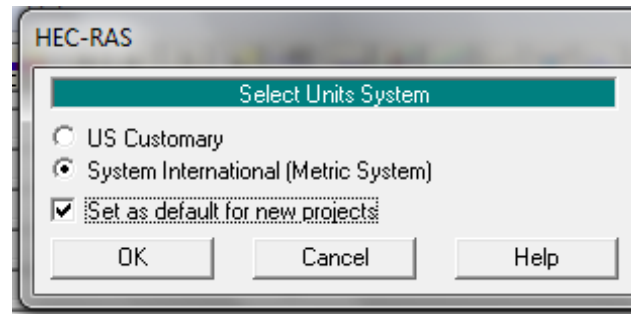 HEC-RAS
Select Units System
US Customary
System International (Metric System)
Set as default for new projects
OK Cancel Help